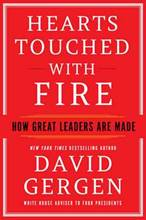 HEARTS
TOUCHED
WITH
FIRE
HOW GREAT LEADERS ARE MADE
NEW YORK TIMES BESTSELLING AUTHOR
DAVID
GERGEN
WHITE HOUSE ADVISER TO FOUR PRESIDENTS